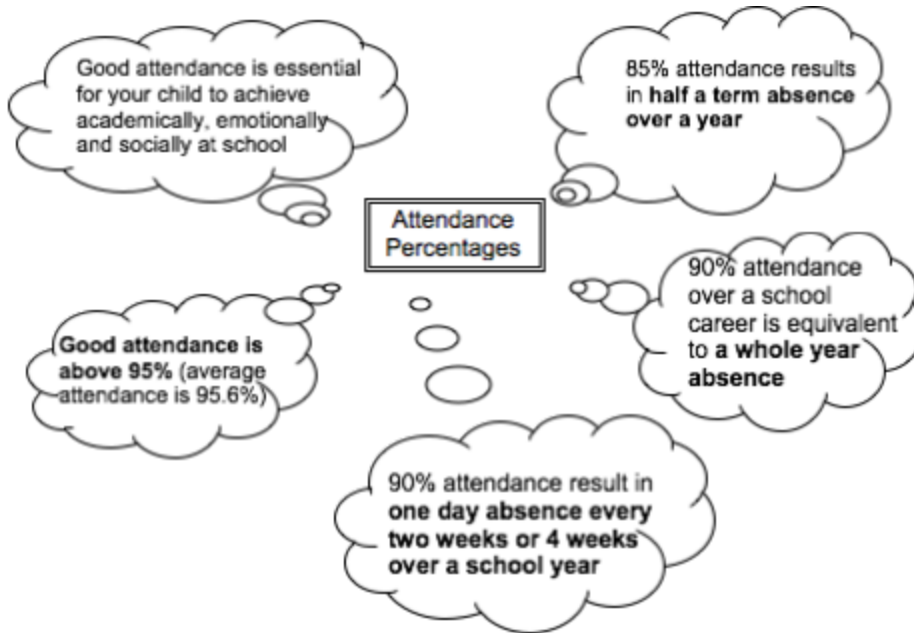 Good attendance is essential
for your child to achieve
academically, emotionally
and socially at school
85% attendance results
in half a term absence
over a year
Attendance
Percentages
90% attendance
over a school
career is equivalent
to a whole year
absence
Good attendance is
above 95% (average
attendance is 95.6%)
90% attendance result in
one day absence every
two weeks or 4 weeks
over a school year